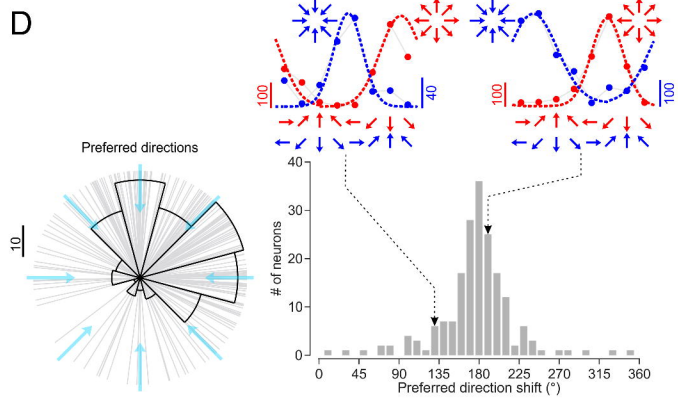 D
100
40
100
100
Preferred directions
10
# of neurons
40
30
20
10
0
0 45 90 135 180 225 270 315 360
Preferred direction shift (°)